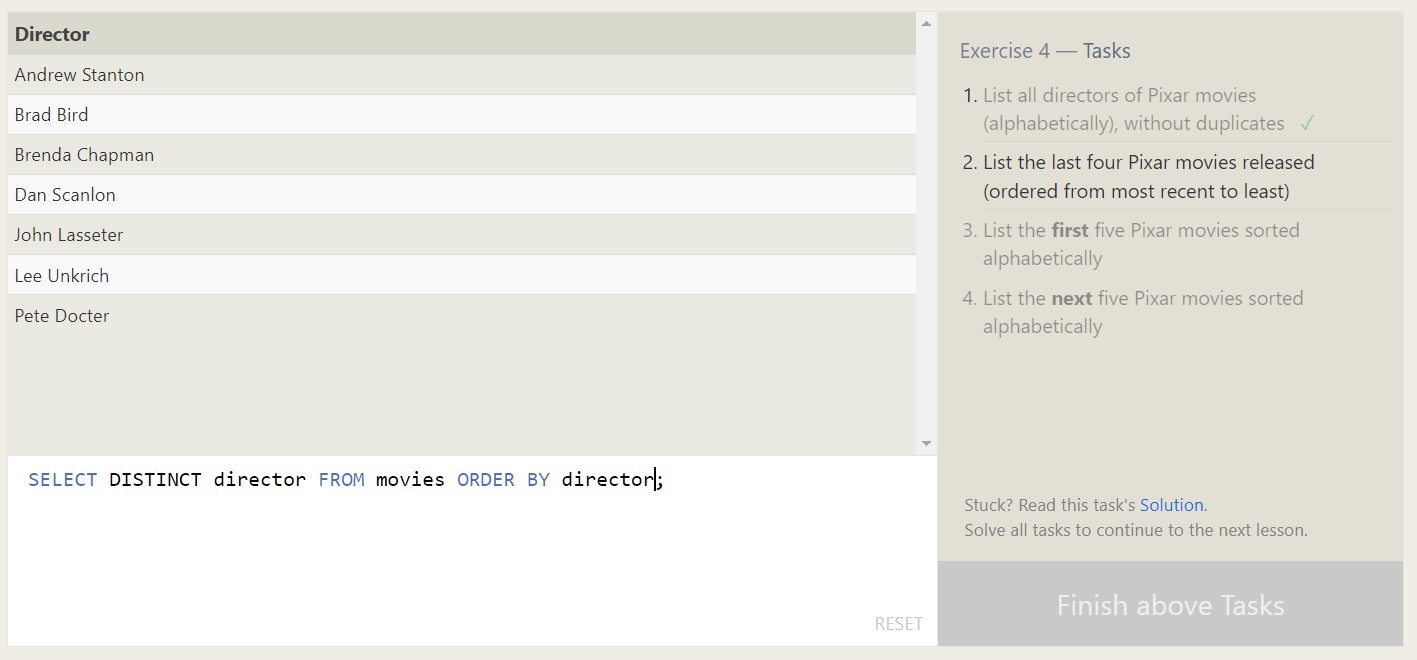 Director
Andrew Stanton
Brad Bird
Brenda Chapman
Dan Scanlon
John Lasseter
Lee Unkrich
Pete Docter
SELECT DISTINCT director FROM movies ORDER BY director;
RESET
Exercise 4 — Tasks
1. List all directors of Pixar movies
(alphabetically), without duplicates ✓
2. List the last four Pixar movies released
(ordered from most recent to least)
3. List the first five Pixar movies sorted
alphabetically
4. List the next five Pixar movies sorted
alphabetically
Stuck? Read this task's Solution.
Solve all tasks to continue to the next lesson.
Finish above Tasks